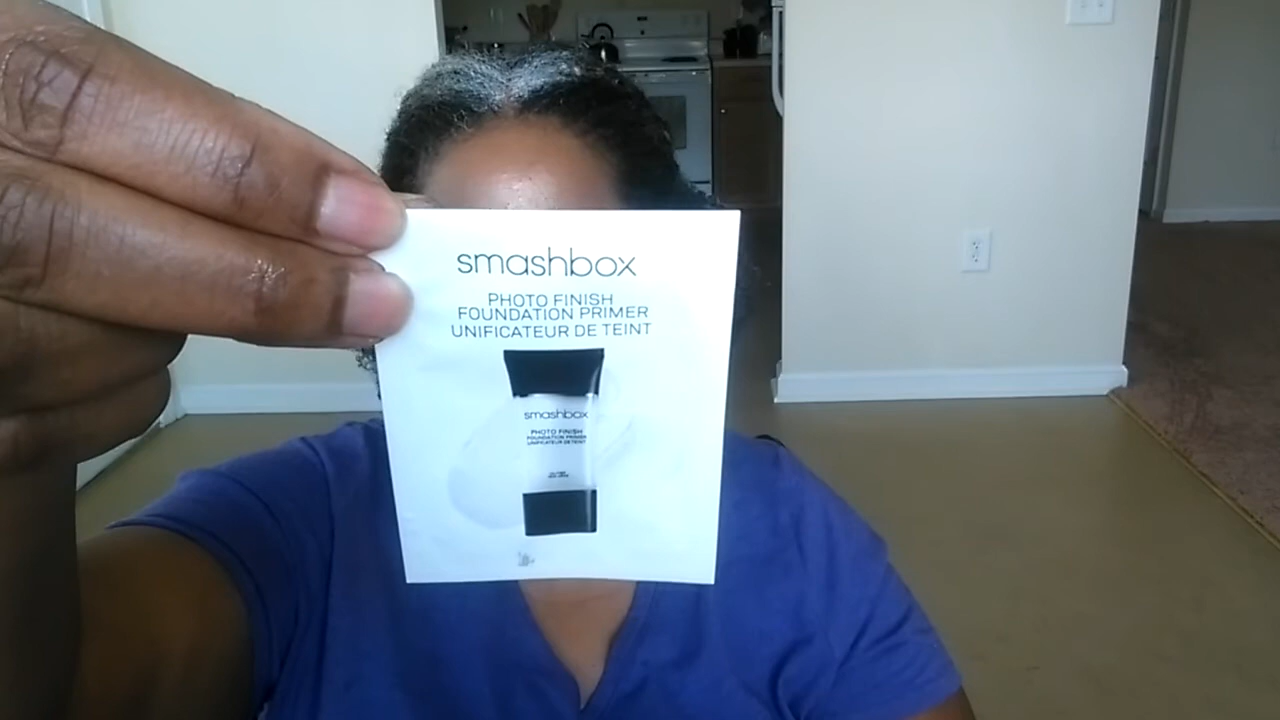 smashbox
PHOTO FINISH
FOUNDATION PRIMER
UNIFICATEUR DE TEINT
smashbox
PHOTO FINISH
FOUNDATION PRIMER
UNIFICATEUR DE TEINT